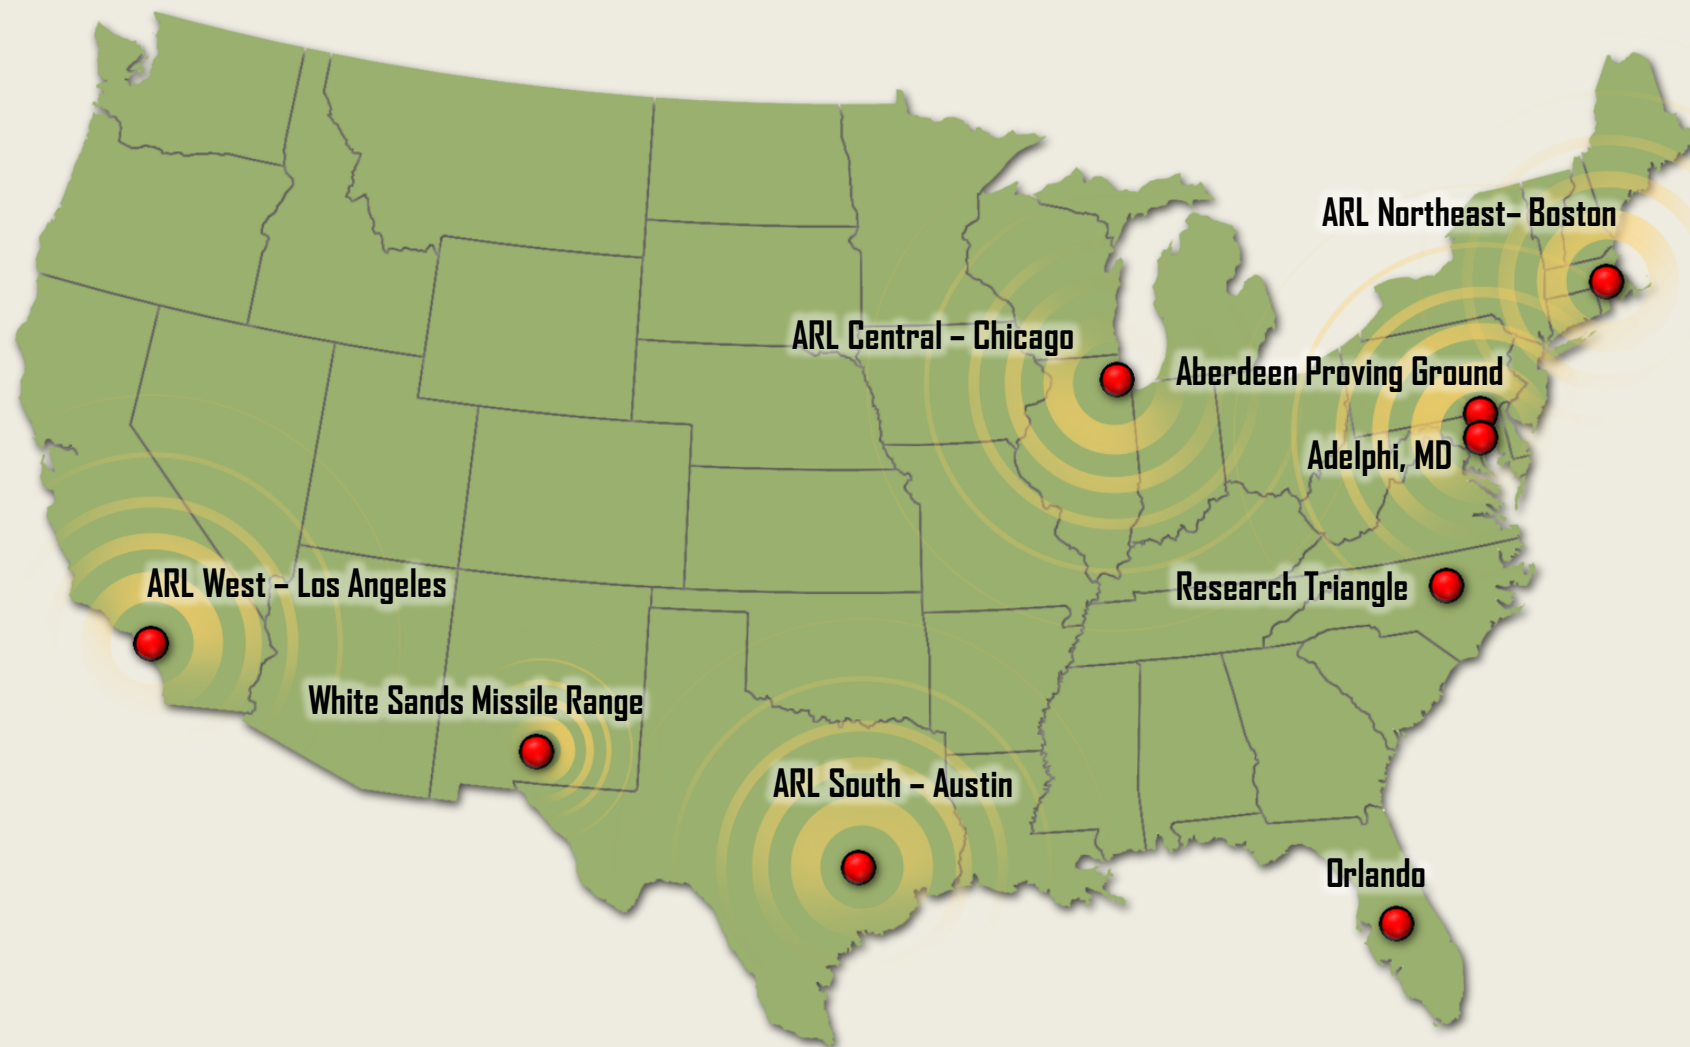 ARL Northeast– Boston
ARL Central – Chicago
Aberdeen Proving Ground
Adelphi, MD
ARL West – Los Angeles
Research Triangle
White Sands Missile Range
ARL South – Austin
Orlando